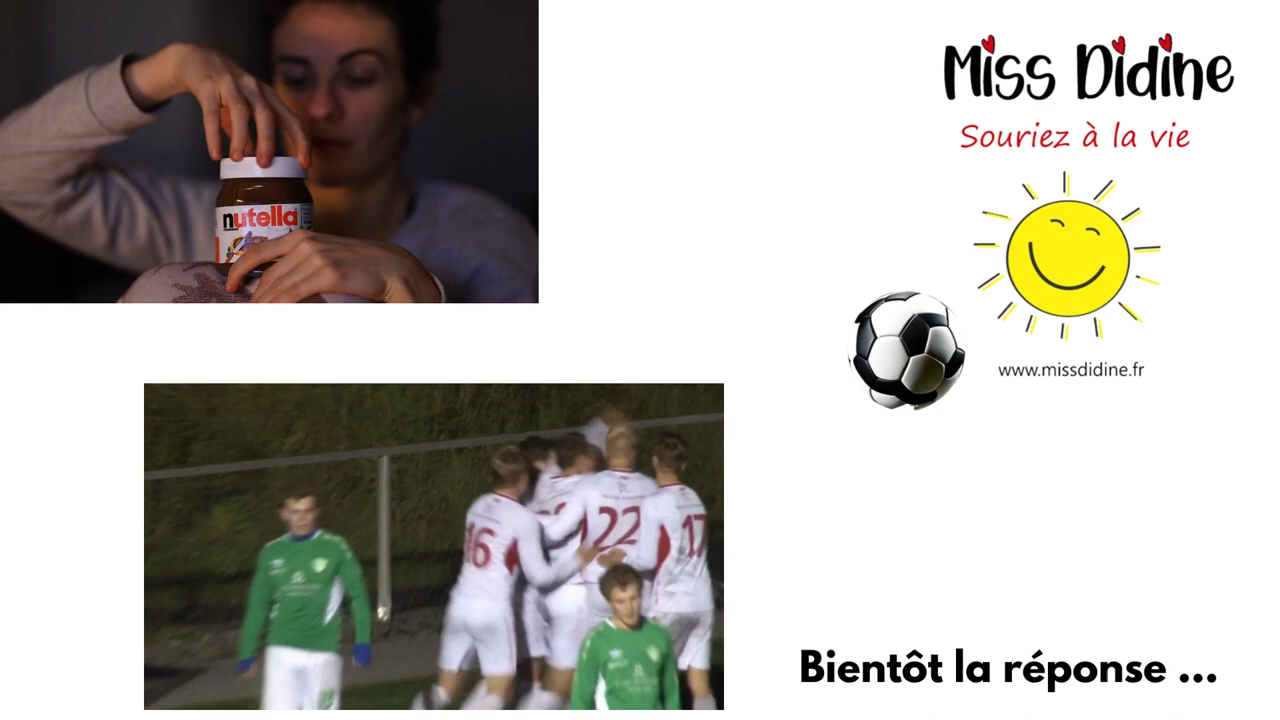 Miss Didine
Souriez à la vie
nutella
www.missdidine.fr
16
22
17
Bientôt la réponse ...